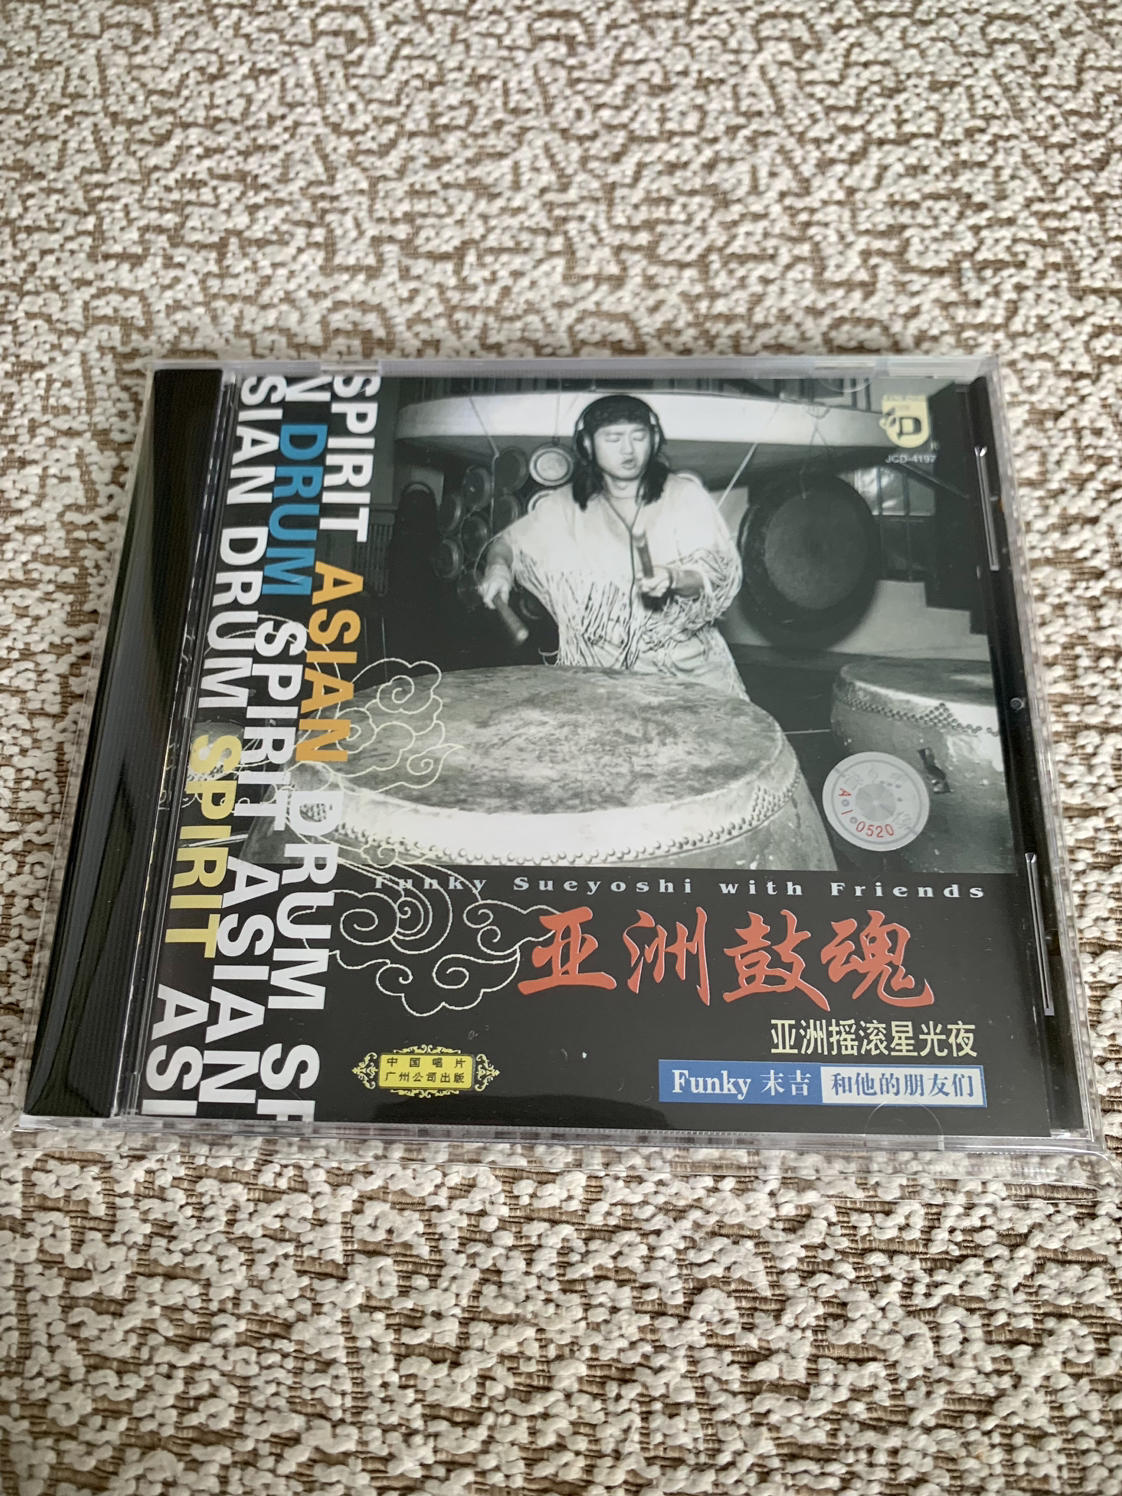 SPIRIT ASIAN DRUM SP
N DRUM SPIRIT ASIAN
SIAN DRUM SPIRIT AS
JCD-4197
A·I·0520
Funky Sueyoshi with Friends
亚洲鼓魂
亚洲摇滚星光夜
Funky 末吉 和他的朋友们
中国唱片
广州公司出版